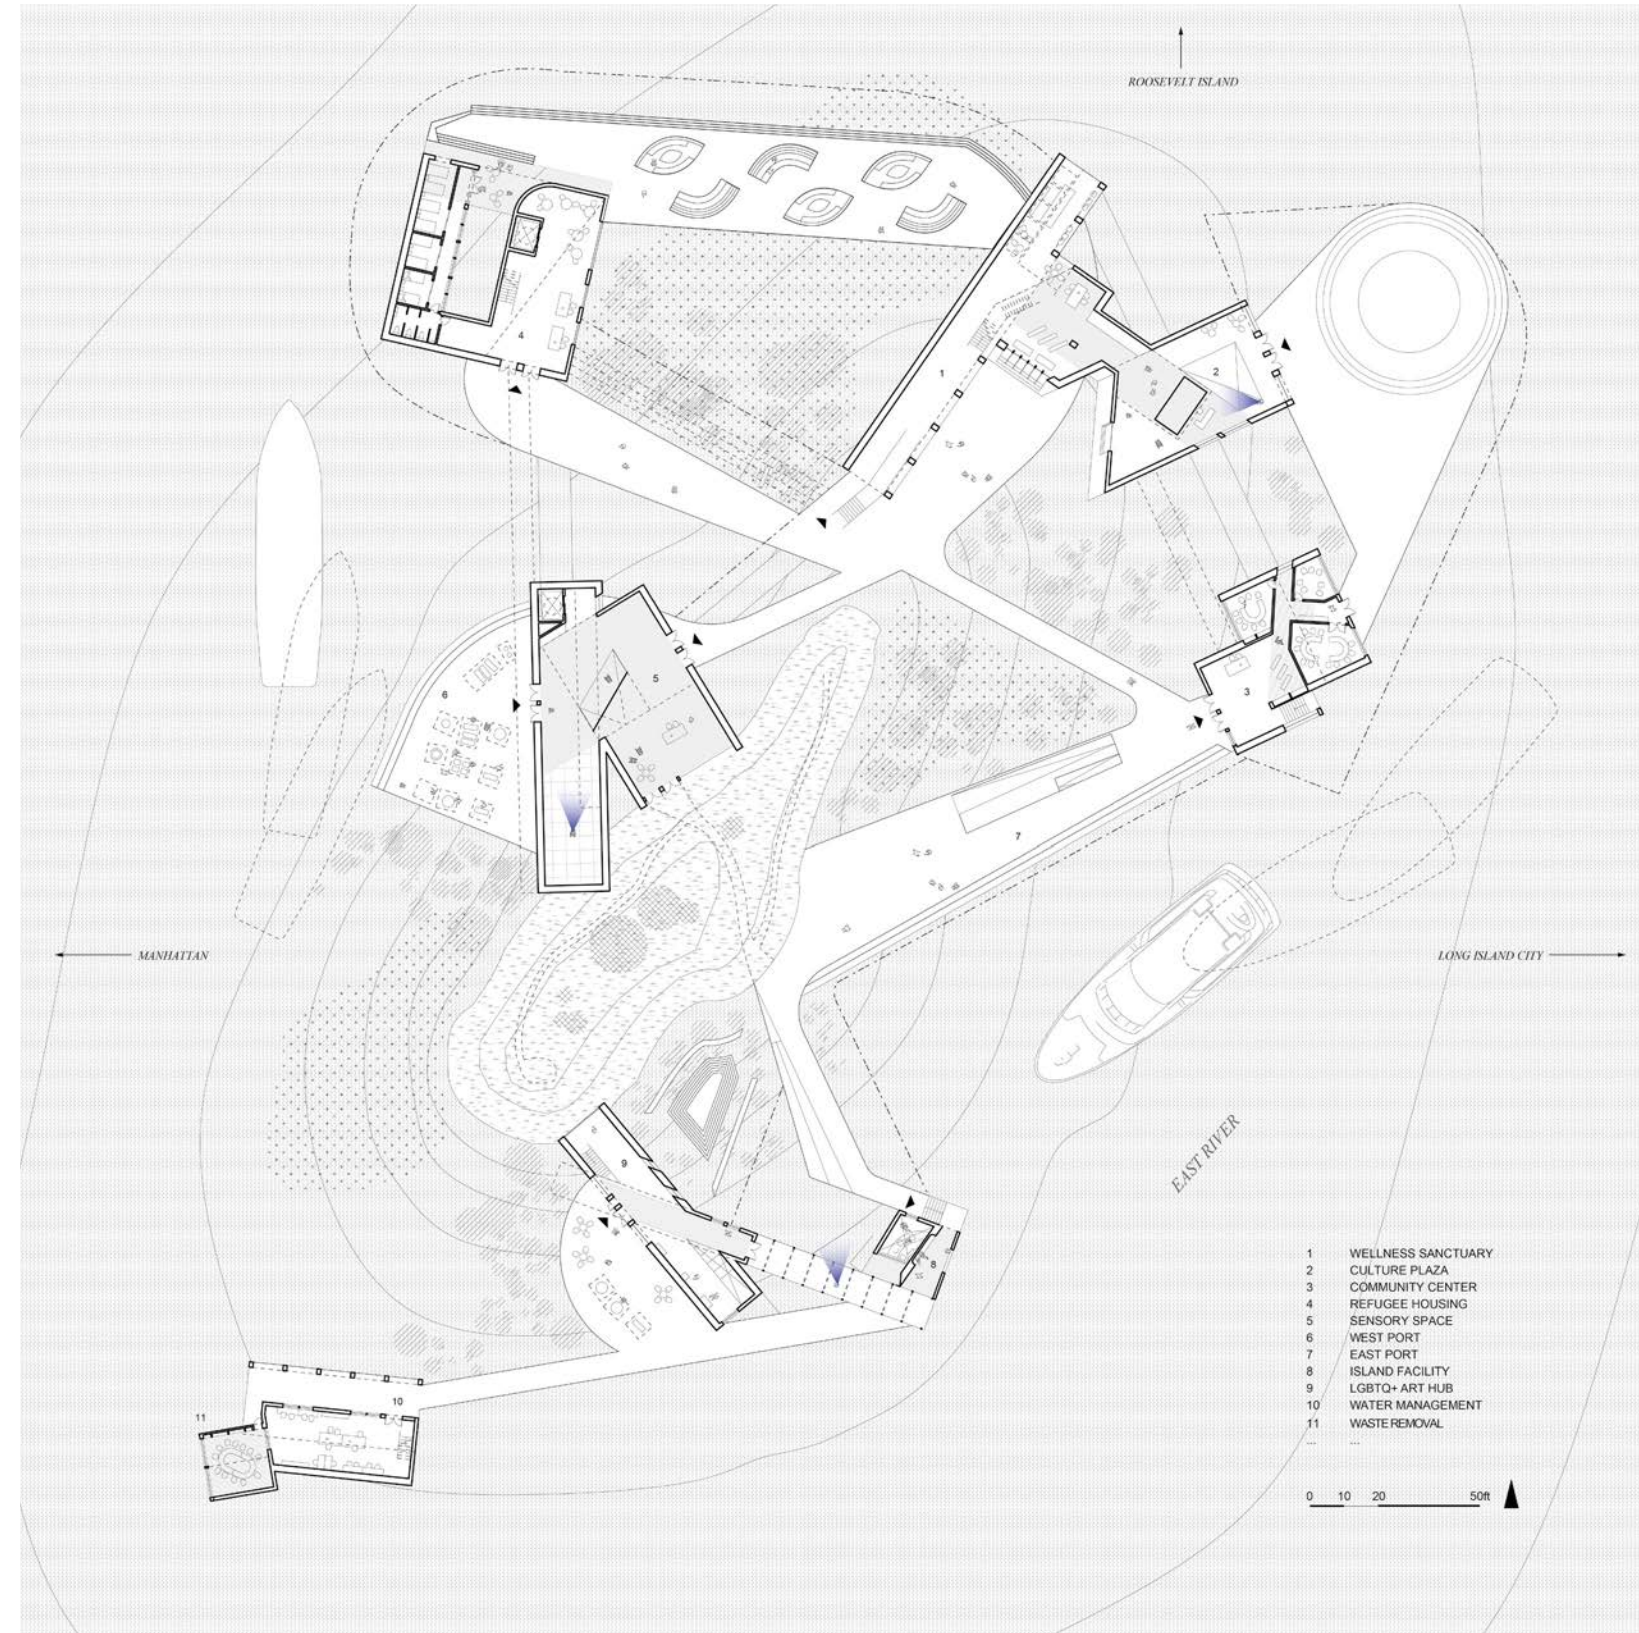 ROOSEVELT ISLAND
4
1
2
5
6
3
7
MANHATTAN
LONG ISLAND CITY
EAST RIVER
9
8
10
11
1 WELLNESS SANCTUARY
2 CULTURE PLAZA
3 COMMUNITY CENTER
4 REFUGEE HOUSING
5 SENSORY SPACE
6 WEST PORT
7 EAST PORT
8 ISLAND FACILITY
9 LGBTQ+ ART HUB
10 WATER MANAGEMENT
11 WASTE REMOVAL
... ...
0 10 20 50ft